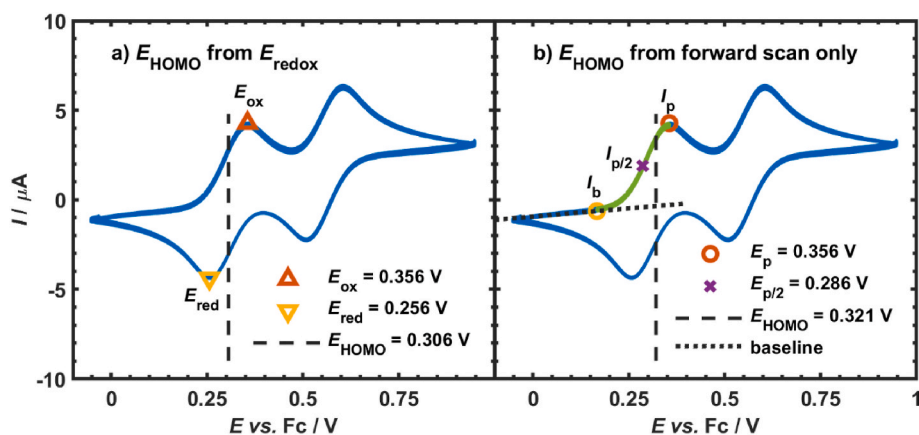 a) E_HOMO from E_redox
E_ox
E_red
E_ox = 0.356 V
E_red = 0.256 V
E_HOMO = 0.306 V
b) E_HOMO from forward scan only
I_p
I_p/2
I_b
E_p = 0.356 V
E_p/2 = 0.286 V
E_HOMO = 0.321 V
baseline
10
5
0
-5
-10
I / μA
0 0.25 0.5 0.75
0 0.25 0.5 0.75 1
E vs. Fc / V
E vs. Fc / V